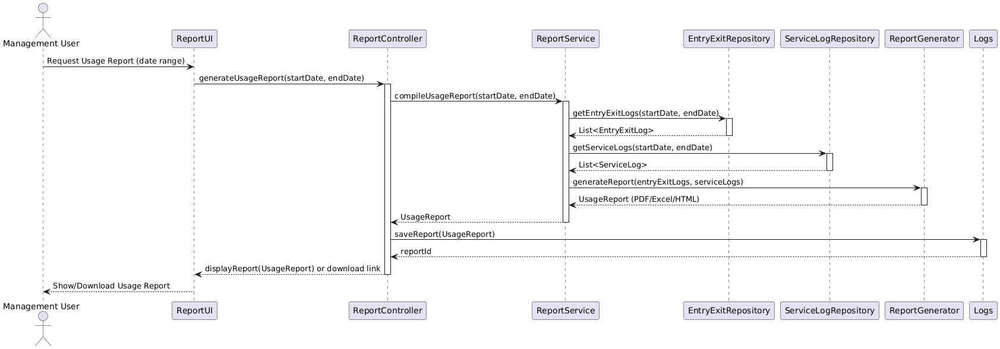 Management User
ReportUI
ReportController
ReportService
EntryExitRepository
ServiceLogRepository
ReportGenerator
Logs
Request Usage Report (date range)
generateUsageReport(startDate, endDate)
compileUsageReport(startDate, endDate)
getEntryExitLogs(startDate, endDate)
List<EntryExitLog>
getServiceLogs(startDate, endDate)
List<ServiceLog>
generateReport(entryExitLogs, serviceLogs)
UsageReport (PDF/Excel/HTML)
UsageReport
saveReport(UsageReport)
reportId
displayReport(UsageReport) or download link
Show/Download Usage Report
Management User
ReportUI
ReportController
ReportService
EntryExitRepository
ServiceLogRepository
ReportGenerator
Logs